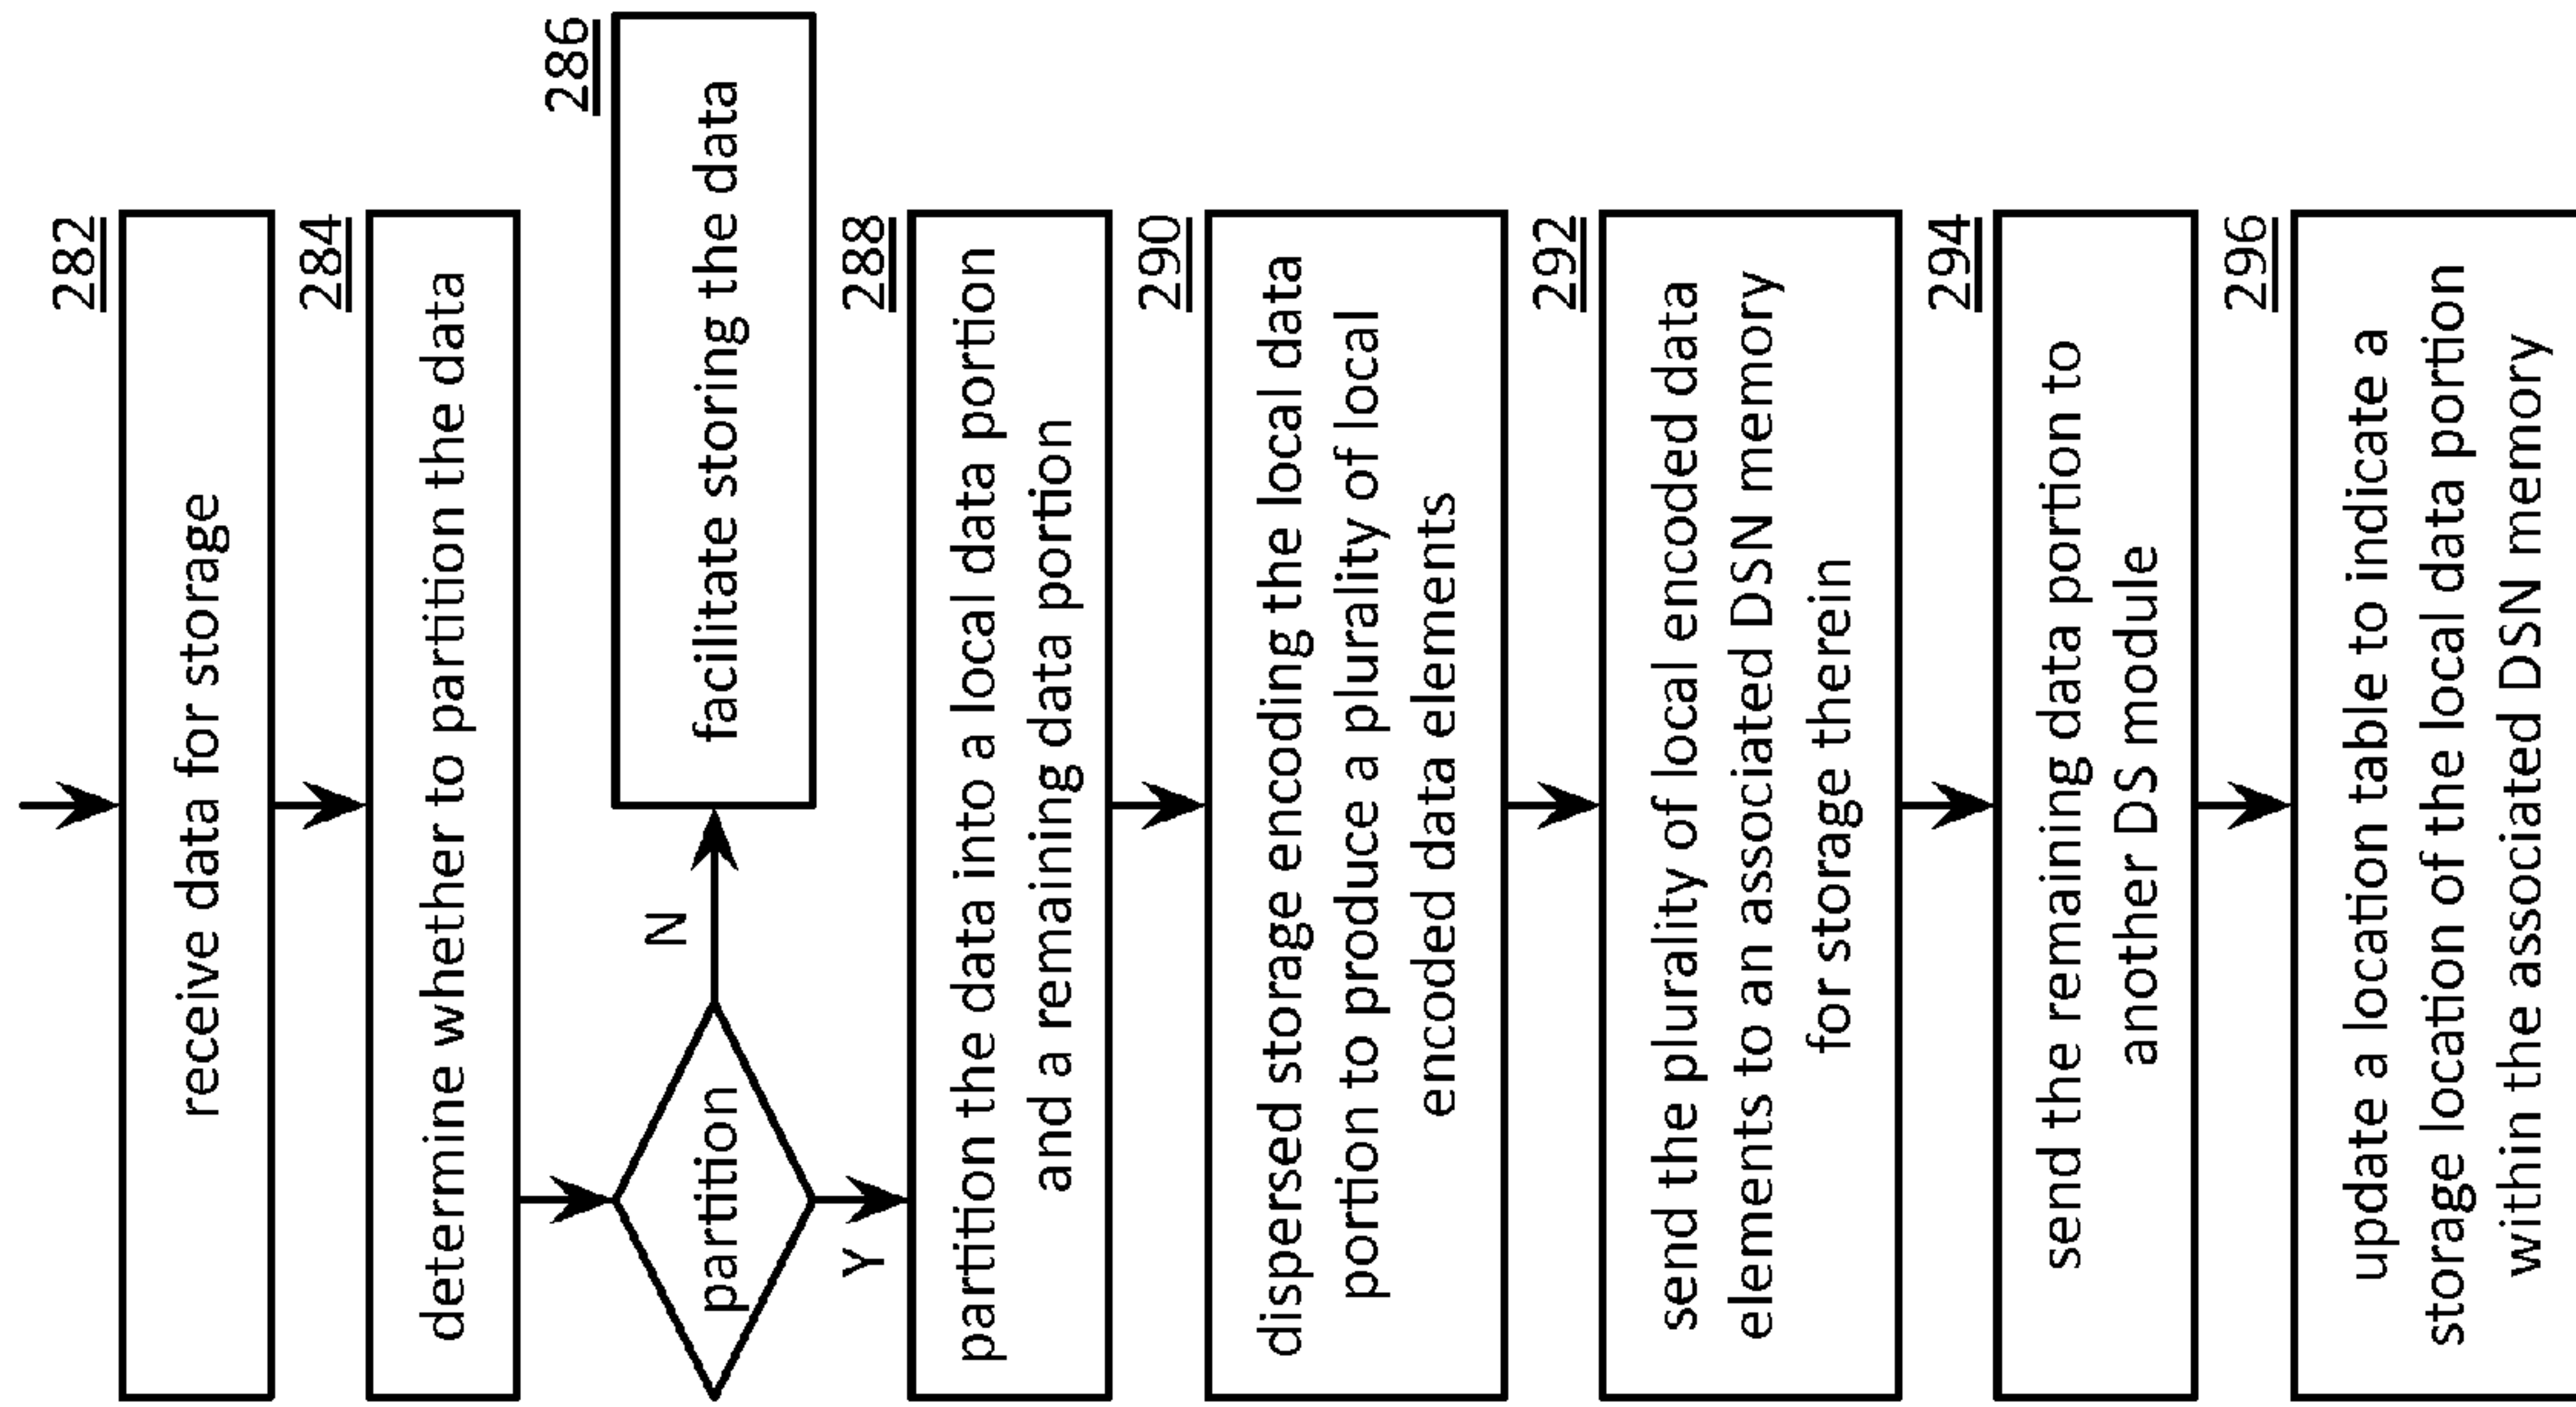 282
receive data for storage
284
determine whether to partition the data
286
facilitate storing the data
N
partition
Y
288
partition the data into a local data portion
and a remaining data portion
290
dispersed storage encoding the local data
portion to produce a plurality of local
encoded data elements
292
send the plurality of local encoded data
elements to an associated DSN memory
for storage therein
294
send the remaining data portion to
another DS module
296
update a location table to indicate a
storage location of the local data portion
within the associated DSN memory